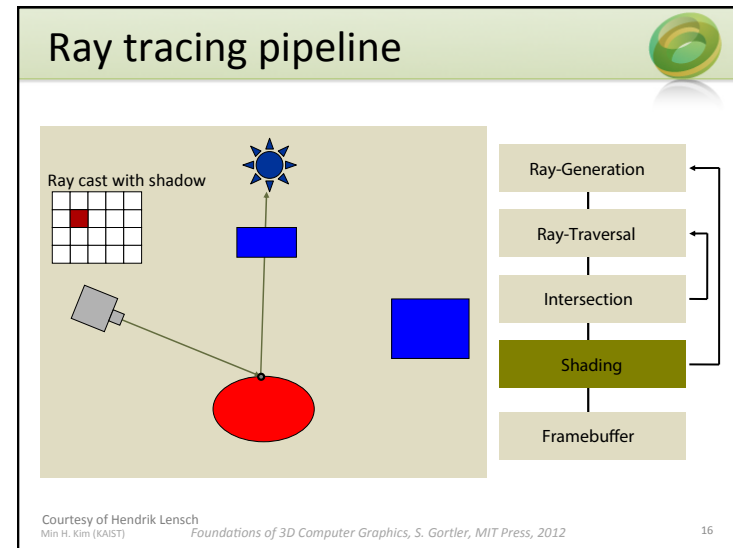 Ray tracing pipeline
Ray cast with shadow
Ray-Generation
Ray-Traversal
Intersection
Shading
Framebuffer
Courtesy of Hendrik Lensch
Min H. Kim (KAIST) Foundations of 3D Computer Graphics, S. Gortler, MIT Press, 2012 16